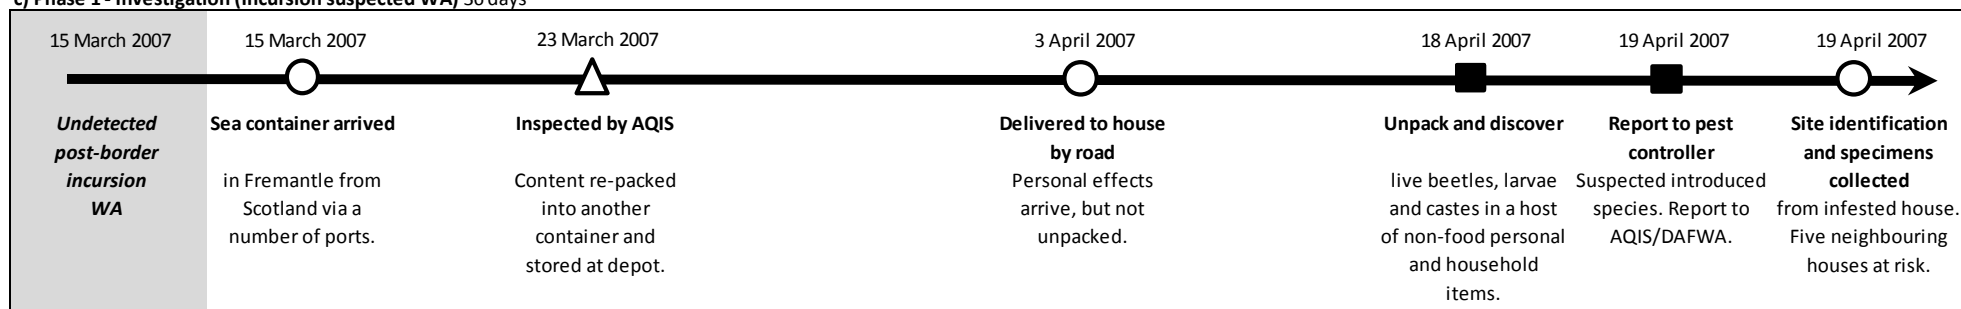 c) Phase 1 - Investigation (incursion suspected WA) 36 days
15 March 2007
15 March 2007
23 March 2007
3 April 2007
18 April 2007
19 April 2007
19 April 2007
Undetected
post-border
incursion
WA
Sea container arrived
in Fremantle from
Scotland via a
number of ports.
Inspected by AQIS
Content re-packed
into another
container and
stored at depot.
Delivered to house
by road
Personal effects
arrive, but not
unpacked.
Unpack and discover
live beetles, larvae
and castes in a host
of non-food personal
and household
items.
Report to pest
controller
Suspected introduced
species. Report to
AQIS/DAFWA.
Site identification
and specimens
collected
from infested house.
Five neighbouring
houses at risk.